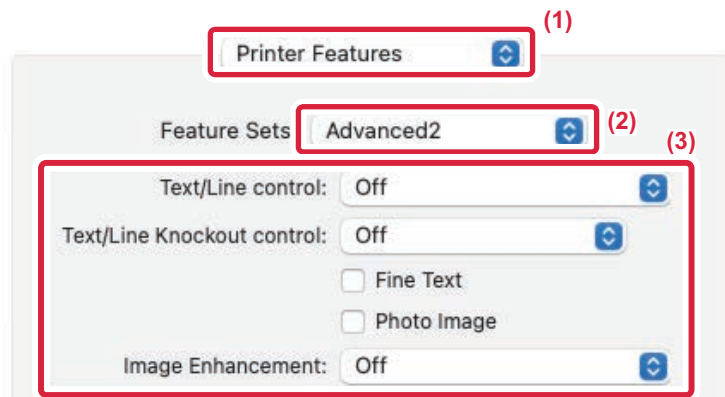 (1)
Printer Features
Feature Sets Advanced2 (2)
(3)
Text/Line control: Off
Text/Line Knockout control: Off
Fine Text
Photo Image
Image Enhancement: Off